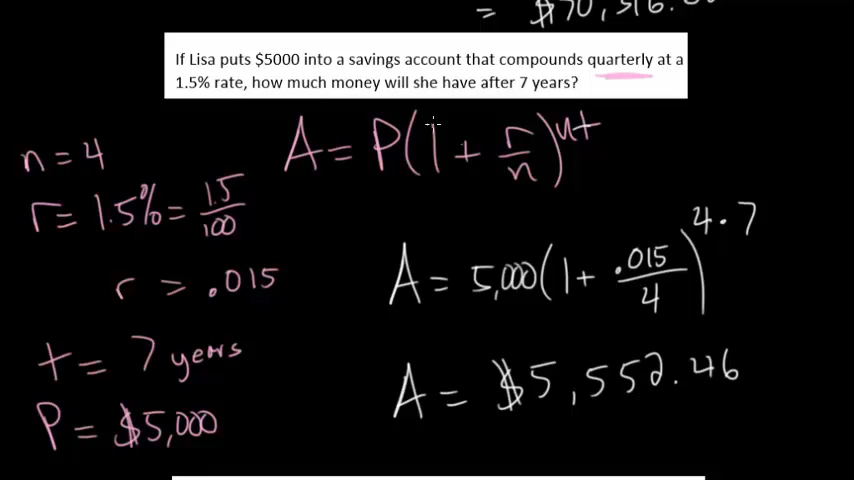 = $70,316.
If Lisa puts $5000 into a savings account that compounds quarterly at a
1.5% rate, how much money will she have after 7 years?
n = 4
A = P(1 + r/n)^nt
r = 1.5% = 1.5/100
r = .015
A = 5,000(1 + .015/4)^4·7
t = 7 years
A = $5,552.46
P = $5,000